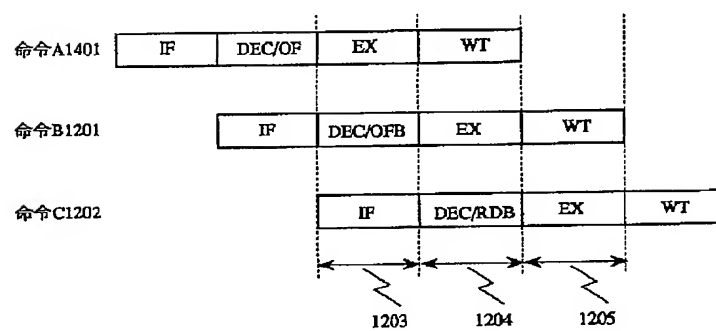 命令A1401 IF DEC/OF EX WT
命令B1201 IF DEC/OFB EX WT
命令C1202 IF DEC/RDB EX WT
1203 1204 1205